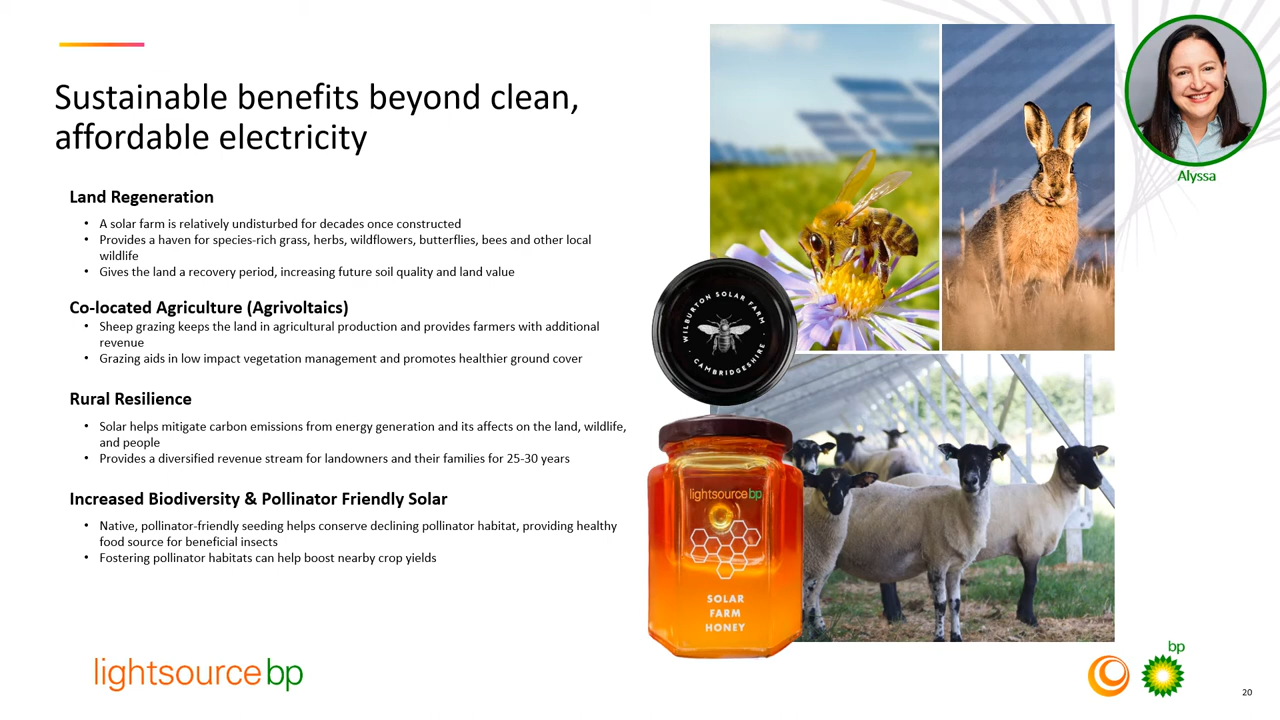 Sustainable benefits beyond clean,
affordable electricity
Land Regeneration
• A solar farm is relatively undisturbed for decades once constructed
• Provides a haven for species-rich grass, herbs, wildflowers, butterflies, bees and other local
wildlife
• Gives the land a recovery period, increasing future soil quality and land value
Co-located Agriculture (Agrivoltaics)
• Sheep grazing keeps the land in agricultural production and provides farmers with additional
revenue
• Grazing aids in low impact vegetation management and promotes healthier ground cover
Rural Resilience
• Solar helps mitigate carbon emissions from energy generation and its affects on the land, wildlife,
and people
• Provides a diversified revenue stream for landowners and their families for 25-30 years
Increased Biodiversity & Pollinator Friendly Solar
• Native, pollinator-friendly seeding helps conserve declining pollinator habitat, providing healthy
food source for beneficial insects
• Fostering pollinator habitats can help boost nearby crop yields
lightsource bp
WILBURTON SOLAR FARM
· CAMBRIDGESHIRE ·
lightsource bp
SOLAR
FARM
HONEY
Alyssa
bp
20